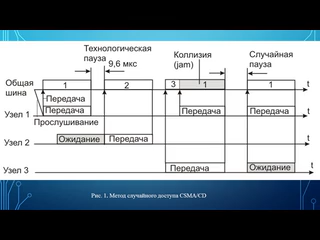 Технологическая
пауза
9,6 мкс
Коллизия
(jam)
Случайная
пауза
Общая
шина
1
2
3
1
1
t
Передача
Узел 1
Передача
Передача
Передача
t
Прослушивание
Узел 2
Ожидание
Передача
t
Узел 3
Передача
Ожидание
t
Рис. 1. Метод случайного доступа CSMA/CD